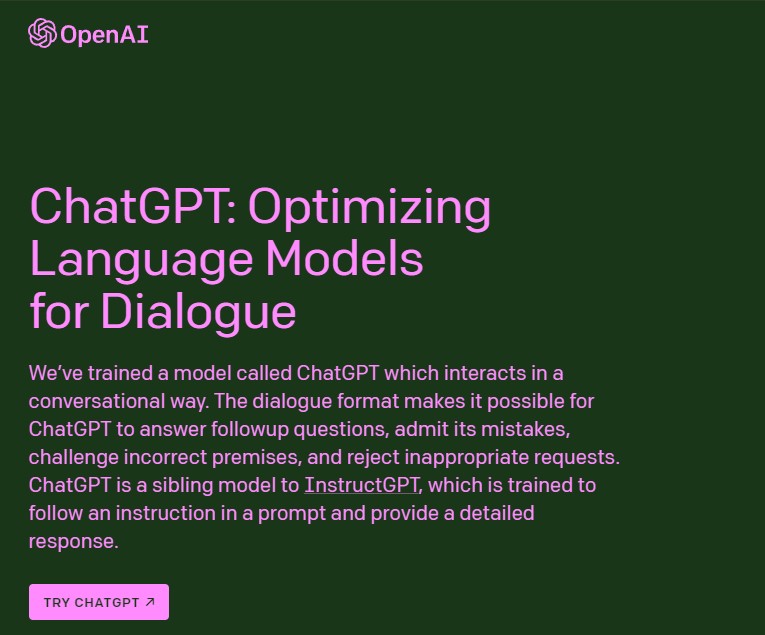 OpenAI
ChatGPT: Optimizing
Language Models
for Dialogue
We’ve trained a model called ChatGPT which interacts in a
conversational way. The dialogue format makes it possible for
ChatGPT to answer followup questions, admit its mistakes,
challenge incorrect premises, and reject inappropriate requests.
ChatGPT is a sibling model to InstructGPT, which is trained to
follow an instruction in a prompt and provide a detailed
response.
TRY CHATGPT ↗